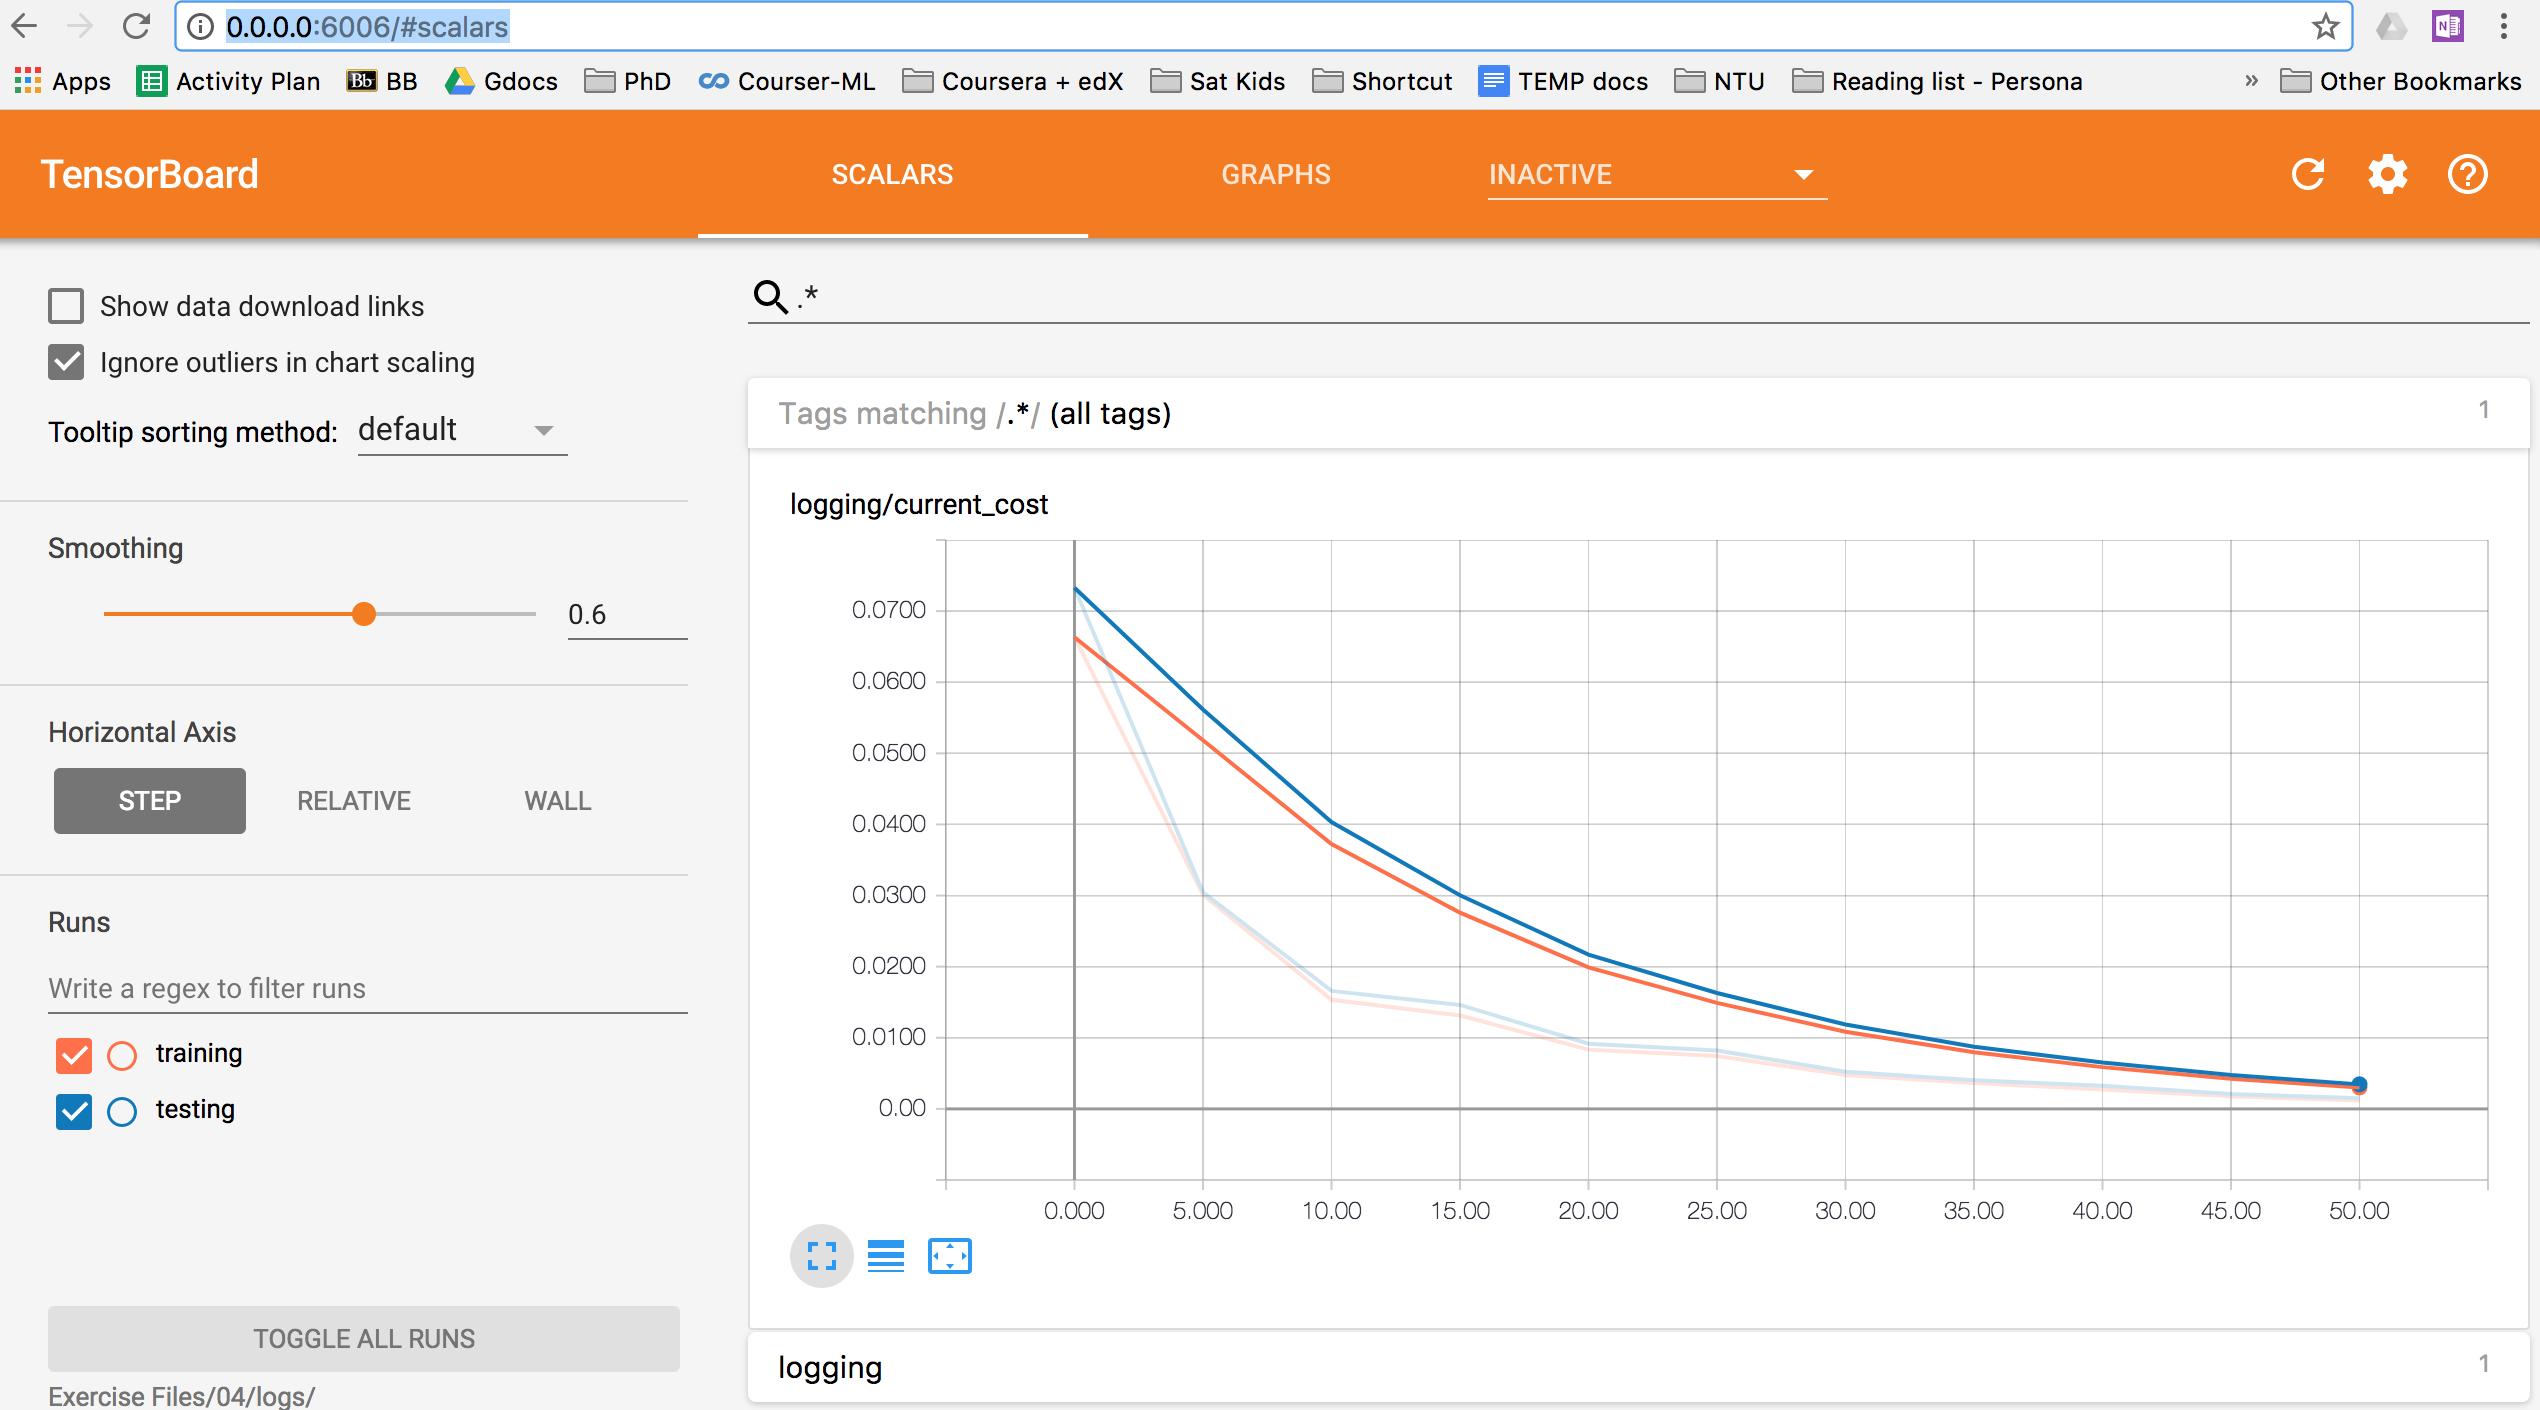 0.0.0.0:6006/#scalars
Apps Activity Plan Bb BB Gdocs PhD Courser-ML Coursera + edX Sat Kids Shortcut TEMP docs NTU Reading list - Persona » Other Bookmarks
TensorBoard SCALARS GRAPHS INACTIVE
Show data download links
Ignore outliers in chart scaling
Tooltip sorting method: default
Smoothing
0.6
Horizontal Axis
STEP RELATIVE WALL
Runs
Write a regex to filter runs
training
testing
TOGGLE ALL RUNS
Exercise Files/04/logs/
.*
Tags matching /.*/ (all tags) 1
logging/current_cost
0.0700
0.0600
0.0500
0.0400
0.0300
0.0200
0.0100
0.00
0.000 5.000 10.00 15.00 20.00 25.00 30.00 35.00 40.00 45.00 50.00
logging 1